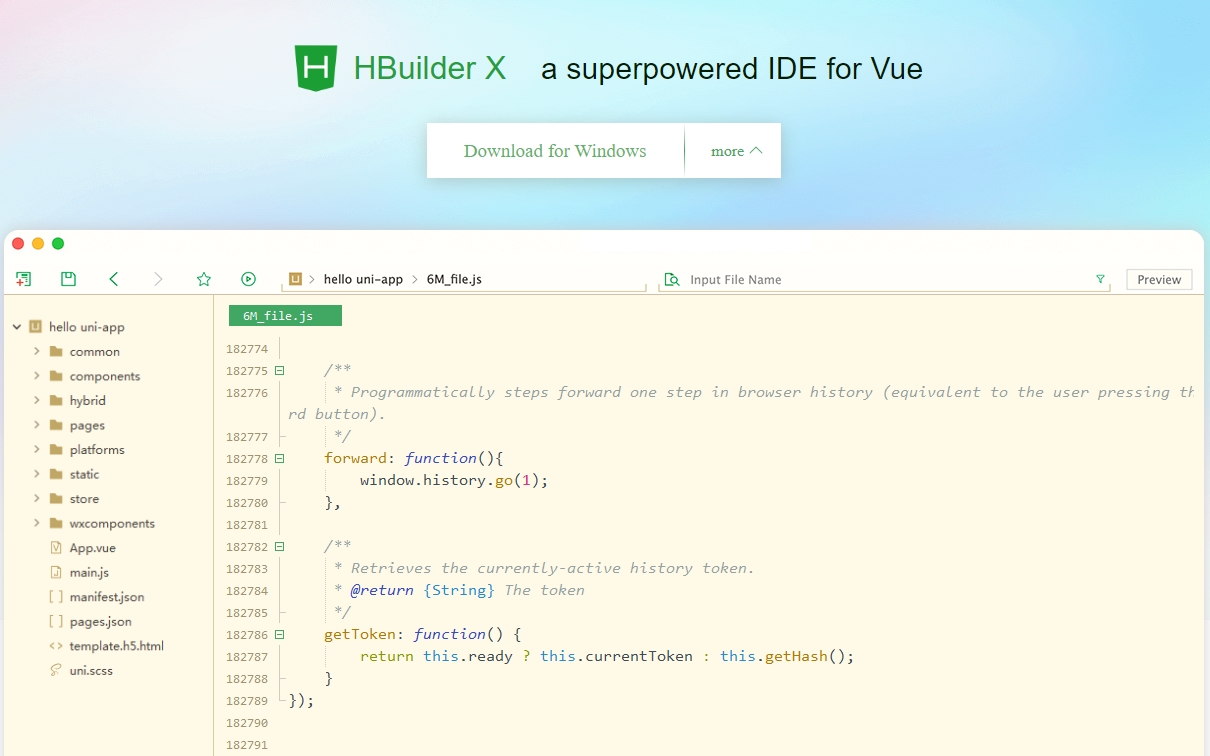 H HBuilder X a superpowered IDE for Vue
Download for Windows more
hello uni-app 6M_file.js Input File Name Preview
hello uni-app
common
components
hybrid
pages
platforms
static
store
wxcomponents
App.vue
main.js
manifest.json
pages.json
template.h5.html
uni.scss
6M_file.js
182774
182775 /**
182776 * Programmatically steps forward one step in browser history (equivalent to the user pressing
rd button).
182777 */
182778 forward: function(){
182779 window.history.go(1);
182780 },
182781
182782 /**
182783 * Retrieves the currently-active history token.
182784 * @return {String} The token
182785 */
182786 getToken: function() {
182787 return this.ready ? this.currentToken : this.getHash();
182788 }
182789 });
182790
182791